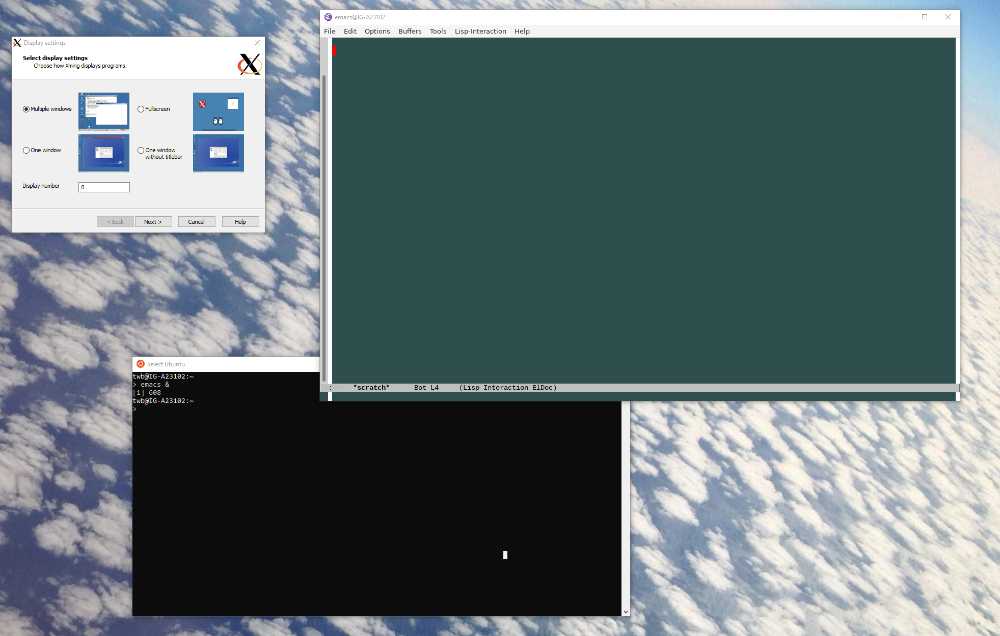 Display settings
Select display settings
Choose how Xming displays programs.
Multiple windows
Fullscreen
One window
One window
without titlebar
Display number
0
< Back
Next >
Cancel
Help
emacs@IG-A23102
File Edit Options Buffers Tools Lisp-Interaction Help
-:--- *scratch* Bot L4 (Lisp Interaction ElDoc)
Select Ubuntu
twb@IG-A23102:~
> emacs &
[1] 608
twb@IG-A23102:~
>